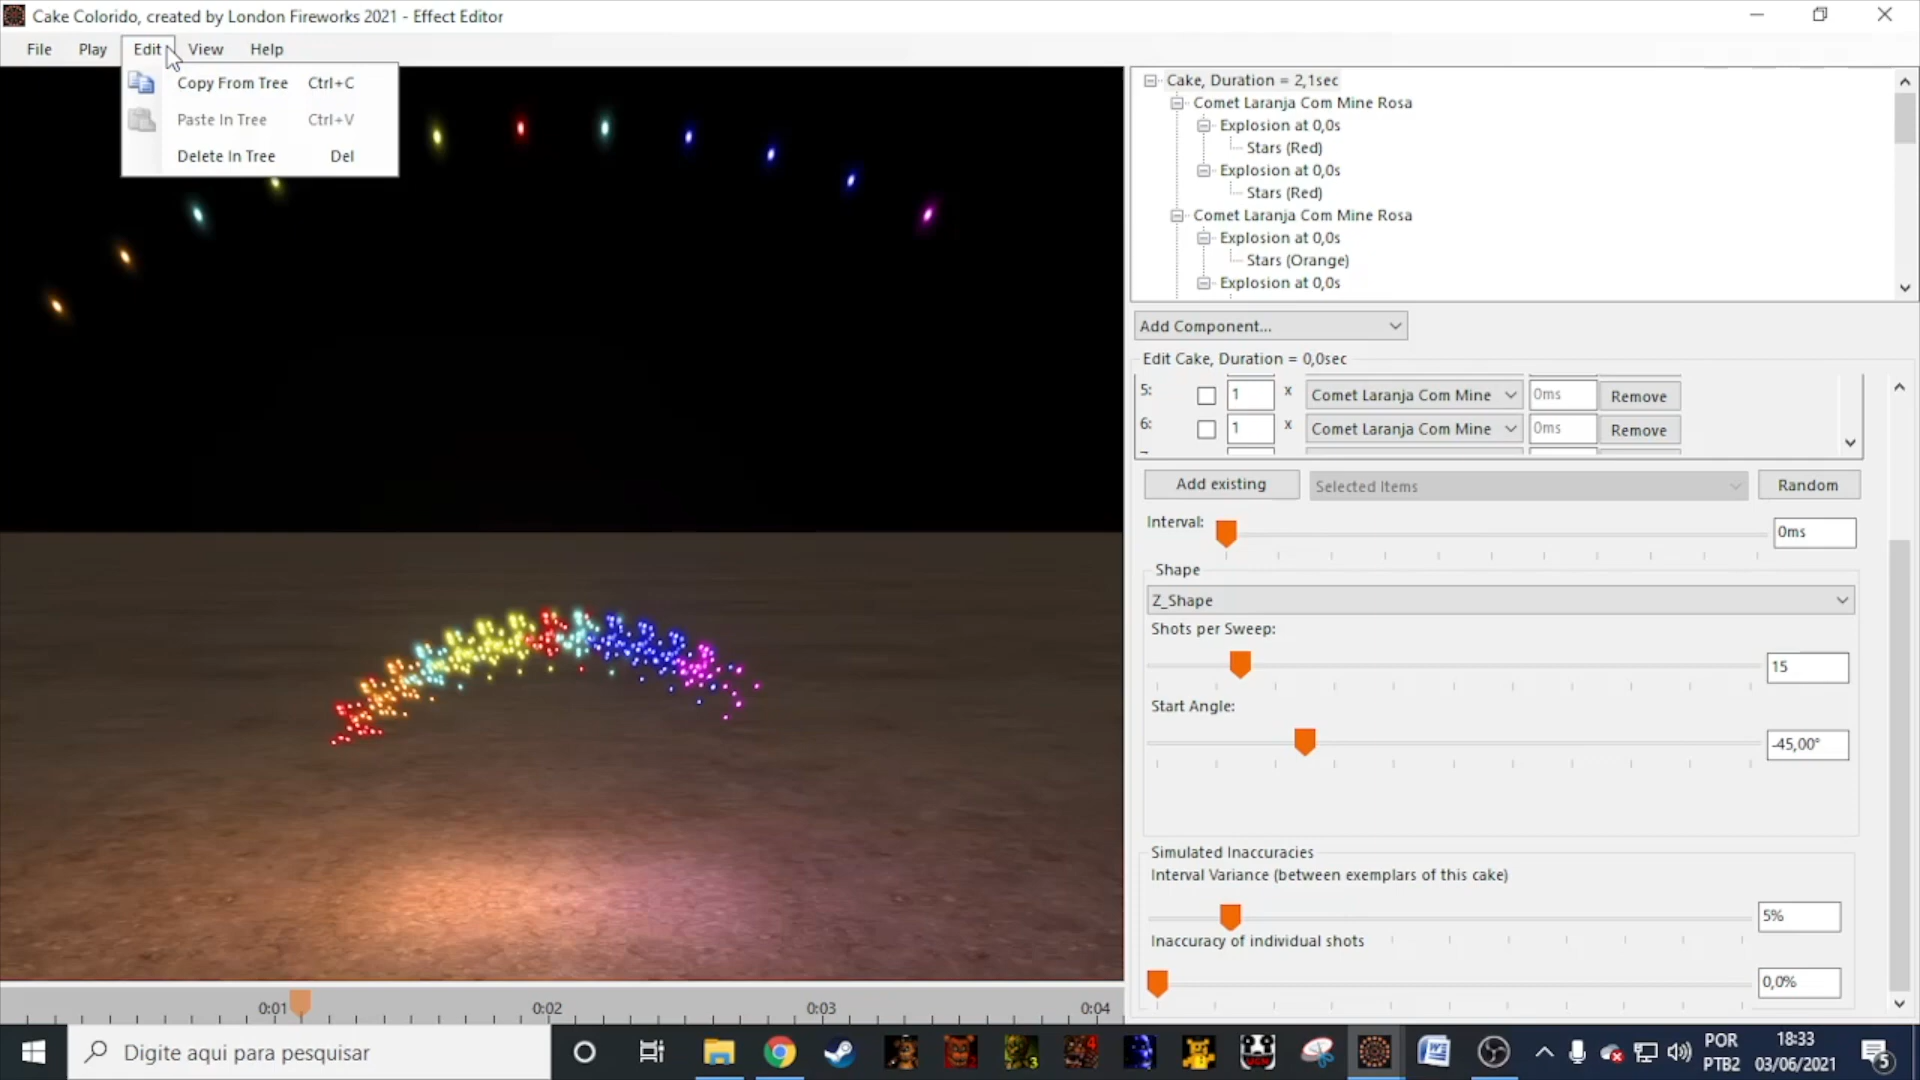 Cake Colorido, created by London Fireworks 2021 - Effect Editor
File Play Edit View Help
Copy From Tree Ctrl+C
Paste In Tree Ctrl+V
Delete In Tree Del
Cake, Duration = 2,1sec
Comet Laranja Com Mine Rosa
Explosion at 0,0s
Stars (Red)
Explosion at 0,0s
Stars (Red)
Comet Laranja Com Mine Rosa
Explosion at 0,0s
Stars (Orange)
Explosion at 0,0s
Add Component...
Edit Cake, Duration = 0,0sec
5: 1 x Comet Laranja Com Mine 0ms Remove
6: 1 x Comet Laranja Com Mine 0ms Remove
Add existing Selected Items Random
Interval: 0ms
Shape
Z_Shape
Shots per Sweep:
15
Start Angle:
-45,00°
Simulated Inaccuracies
Interval Variance (between exemplars of this cake)
5%
Inaccuracy of individual shots
0,0%
0:01 0:02 0:03 0:04
Digite aqui para pesquisar
POR
PTB2
18:33
03/06/2021
5